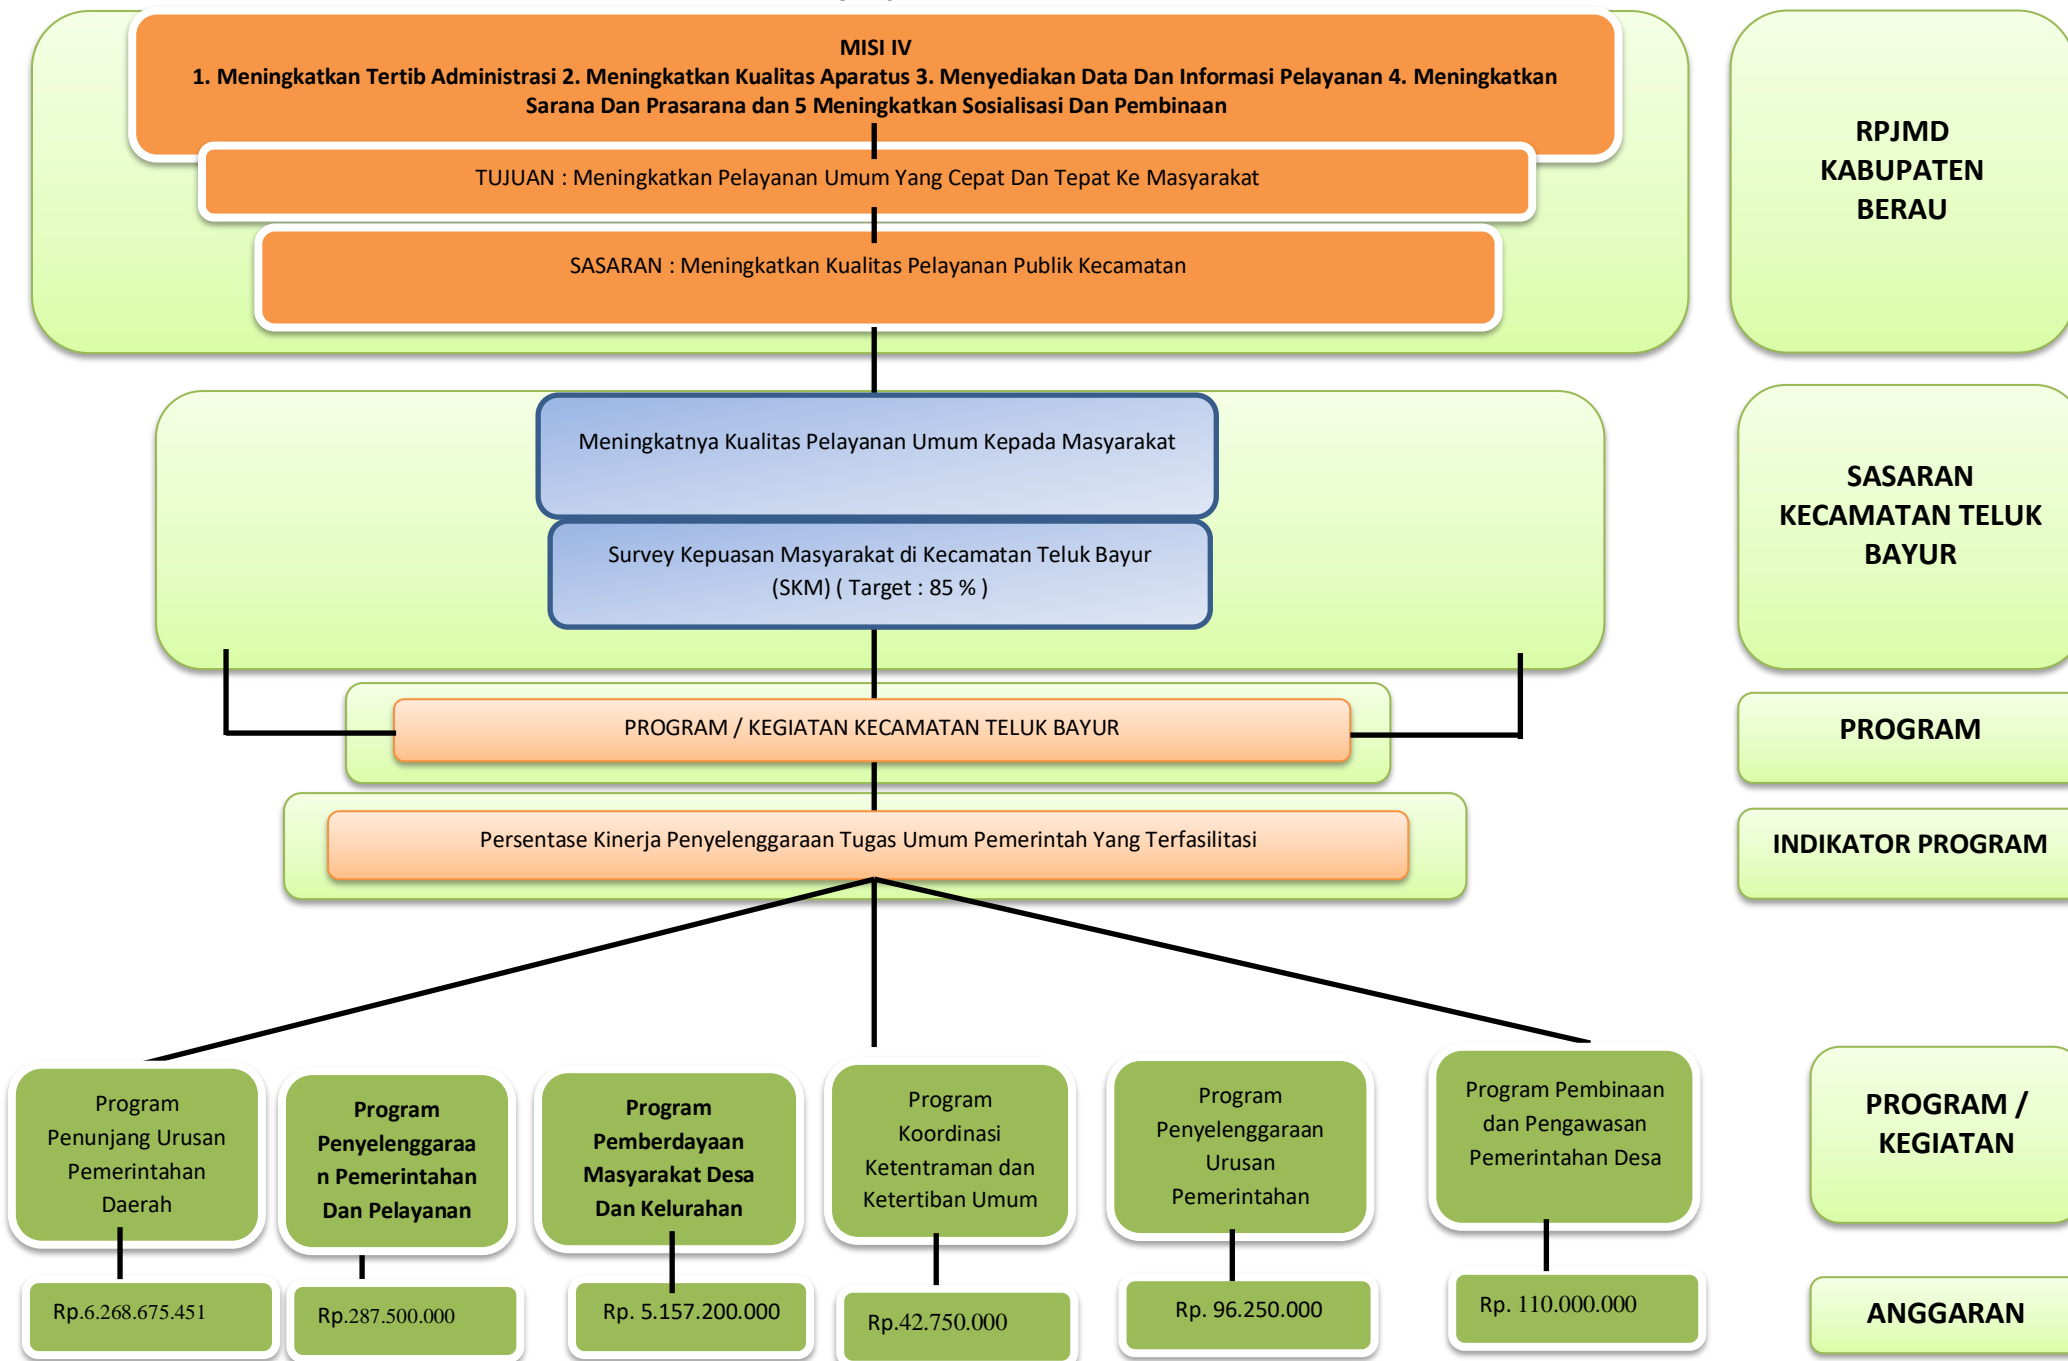 MISI IV
1. Meningkatkan Tertib Administrasi 2. Meningkatkan Kualitas Aparatus 3. Menyediakan Data Dan Informasi Pelayanan 4. Meningkatkan
Sarana Dan Prasarana dan 5 Meningkatkan Sosialisasi Dan Pembinaan
TUJUAN : Meningkatkan Pelayanan Umum Yang Cepat Dan Tepat Ke Masyarakat
SASARAN : Meningkatkan Kualitas Pelayanan Publik Kecamatan
RPJMD
KABUPATEN
BERAU
Meningkatnya Kualitas Pelayanan Umum Kepada Masyarakat
Survey Kepuasan Masyarakat di Kecamatan Teluk Bayur
(SKM) ( Target : 85 % )
SASARAN
KECAMATAN TELUK
BAYUR
PROGRAM / KEGIATAN KECAMATAN TELUK BAYUR
PROGRAM
Persentase Kinerja Penyelenggaraan Tugas Umum Pemerintah Yang Terfasilitasi
INDIKATOR PROGRAM
Program
Penunjang Urusan
Pemerintahan
Daerah
Program
Penyelenggaraa
n Pemerintahan
Dan Pelayanan
Program
Pemberdayaan
Masyarakat Desa
Dan Kelurahan
Program
Koordinasi
Ketentraman dan
Ketertiban Umum
Program
Penyelenggaraan
Urusan
Pemerintahan
Program Pembinaan
dan Pengawasan
Pemerintahan Desa
PROGRAM /
KEGIATAN
Rp.6.268.675.451
Rp.287.500.000
Rp. 5.157.200.000
Rp.42.750.000
Rp. 96.250.000
Rp. 110.000.000
ANGGARAN